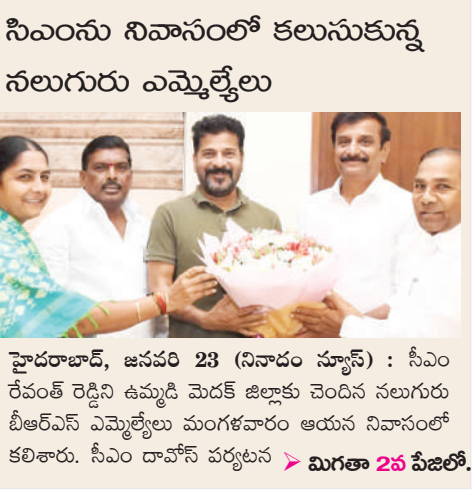 సిఎంను నివాసంలో కలుసుకున్న
నలుగురు ఎమ్మెల్యేలు
హైదరాబాద్, జనవరి 23 (నినాదం న్యూస్) : సీఎం
రేవంత్ రెడ్డిని ఉమ్మడి మెదక్ జిల్లాకు చెందిన నలుగురు
బీఆర్ఎస్ ఎమ్మెల్యేలు మంగళవారం ఆయన నివాసంలో
కలిశారు. సీఎం దావోస్ పర్యటన ➤ మిగతా 2వ పేజిలో.